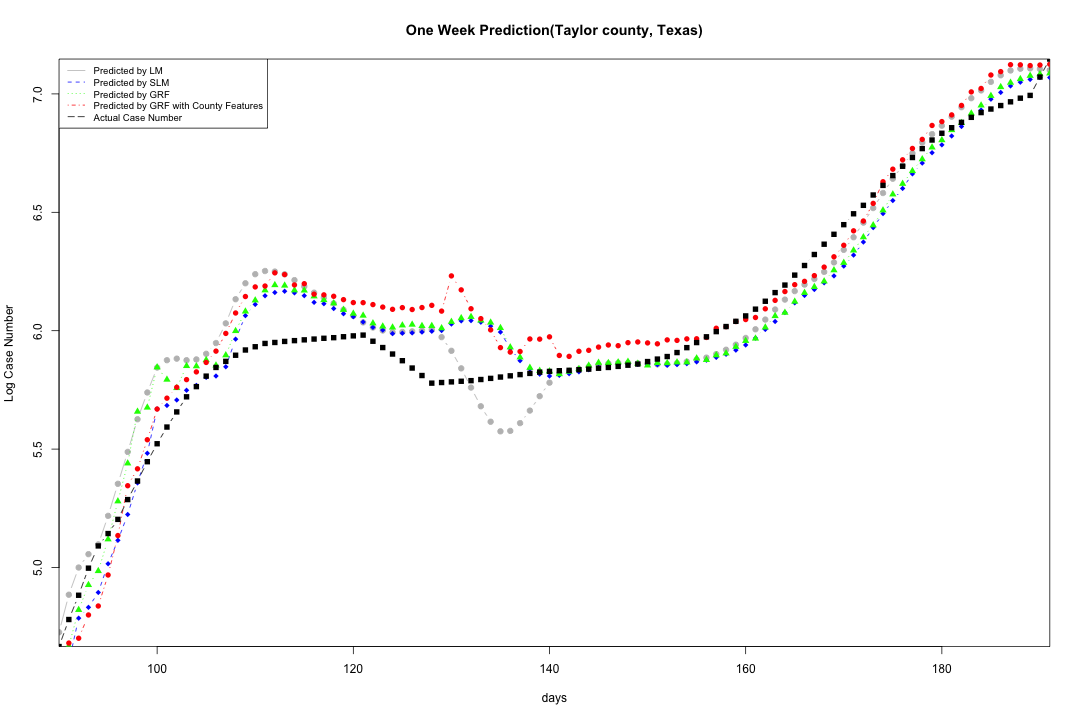 One Week Prediction(Taylor county, Texas)
Predicted by LM
Predicted by SLM
Predicted by GRF
Predicted by GRF with County Features
Actual Case Number
7.0
6.5
6.0
5.5
5.0
Log Case Number
100 120 140 160 180
days